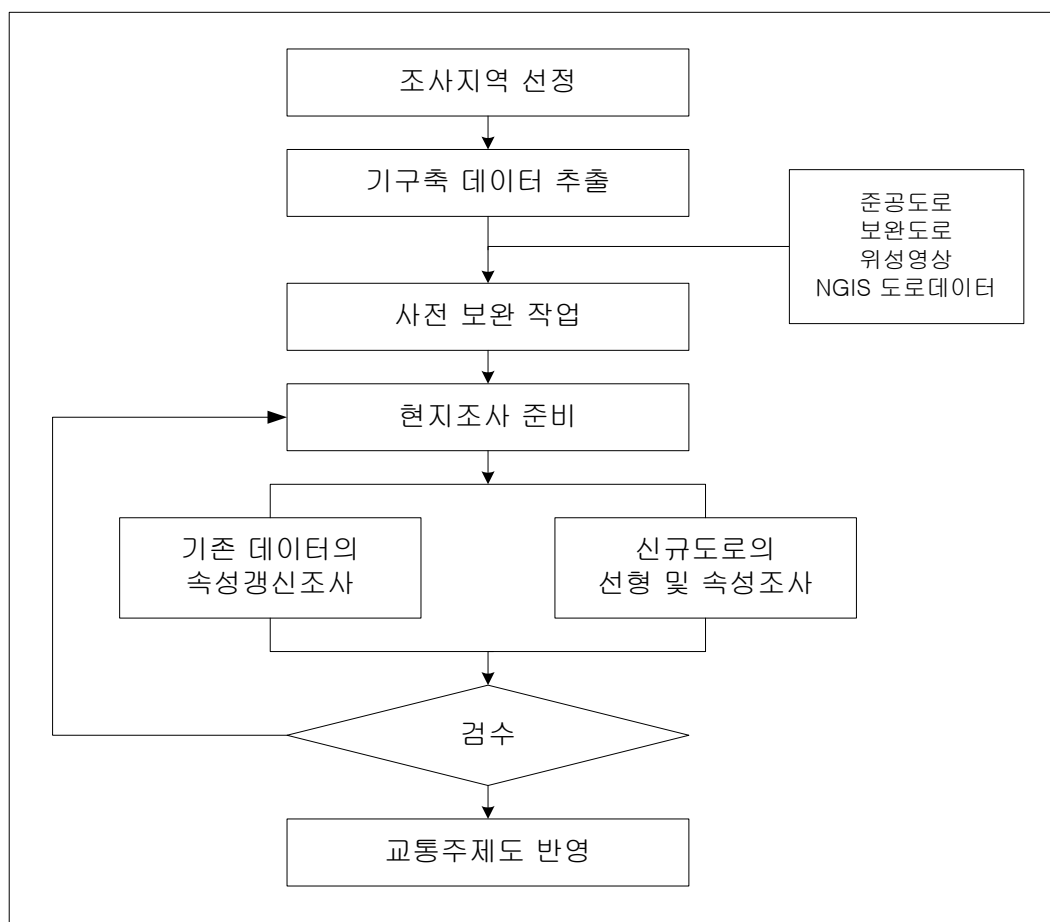 조사지역 선정
기구축 데이터 추출
준공도로
보완도로
위성영상
NGIS 도로데이터
사전 보완 작업
현지조사 준비
기존 데이터의
속성갱신조사
신규도로의
선형 및 속성조사
검수
교통주제도 반영